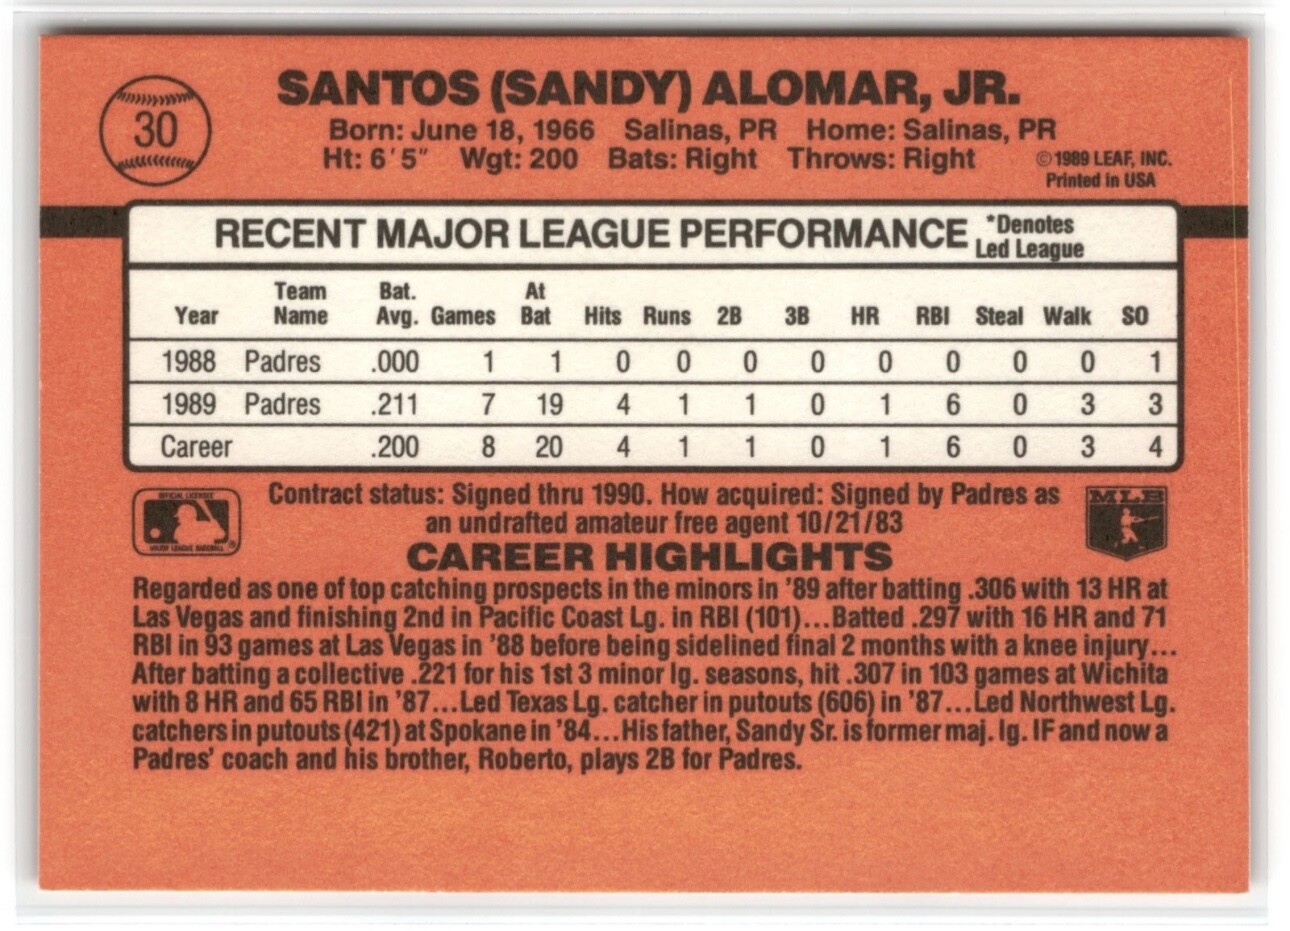 30
SANTOS (SANDY) ALOMAR, JR.
Born: June 18, 1966 Salinas, PR Home: Salinas, PR
Ht: 6'5" Wgt: 200 Bats: Right Throws: Right
©1989 LEAF, INC.
Printed in USA
RECENT MAJOR LEAGUE PERFORMANCE *Denotes Led League
Year Team Name Bat. Avg. Games At Bat Hits Runs 2B 3B HR RBI Steal Walk SO
1988 Padres .000 1 1 0 0 0 0 0 0 0 0 1
1989 Padres .211 7 19 4 1 1 0 1 6 0 3 3
Career .200 8 20 4 1 1 0 1 6 0 3 4
OFFICIAL LICENSEE
MAJOR LEAGUE BASEBALL®
MLB
Contract status: Signed thru 1990. How acquired: Signed by Padres as
an undrafted amateur free agent 10/21/83
CAREER HIGHLIGHTS
Regarded as one of top catching prospects in the minors in '89 after batting .306 with 13 HR at
Las Vegas and finishing 2nd in Pacific Coast Lg. in RBI (101)...Batted .297 with 16 HR and 71
RBI in 93 games at Las Vegas in '88 before being sidelined final 2 months with a knee injury...
After batting a collective .221 for his 1st 3 minor lg. seasons, hit .307 in 103 games at Wichita
with 8 HR and 65 RBI in '87...Led Texas Lg. catcher in putouts (606) in '87...Led Northwest Lg.
catchers in putouts (421) at Spokane in '84...His father, Sandy Sr. is former maj. lg. IF and now a
Padres' coach and his brother, Roberto, plays 2B for Padres.